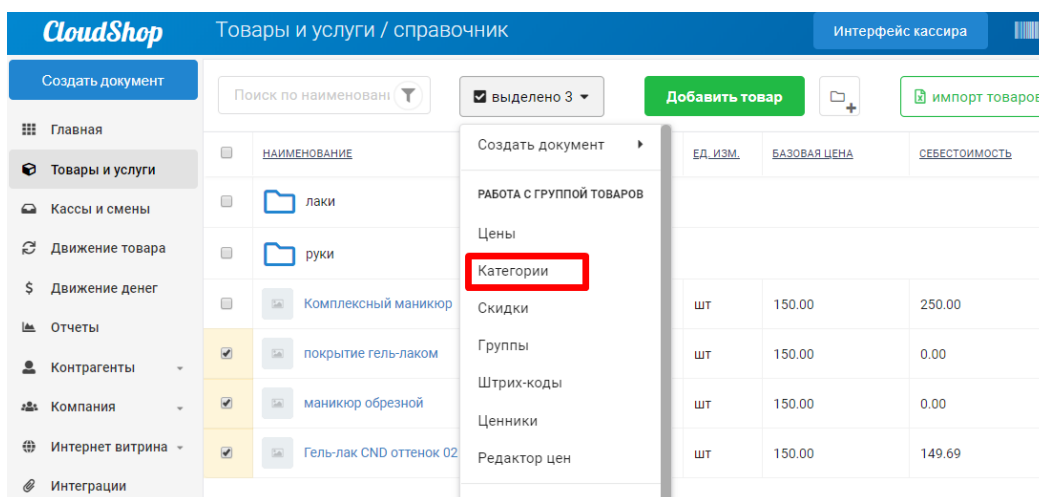 CloudShop
Товары и услуги / справочник
Интерфейс кассира
Создать документ
Поиск по наименовани
выделено 3
Добавить товар
импорт товаров
Главная
Товары и услуги
Кассы и смены
Движение товара
Движение денег
Отчеты
Контрагенты
Компания
Интернет витрина
Интеграции
НАИМЕНОВАНИЕ
ЕД. ИЗМ.
БАЗОВАЯ ЦЕНА
СЕБЕСТОИМОСТЬ
лаки
руки
Комплексный маникюр
шт
150.00
250.00
покрытие гель-лаком
шт
150.00
0.00
маникюр обрезной
шт
150.00
0.00
Гель-лак CND оттенок 02
шт
150.00
149.69
Создать документ
РАБОТА С ГРУППОЙ ТОВАРОВ
Цены
Категории
Скидки
Группы
Штрих-коды
Ценники
Редактор цен